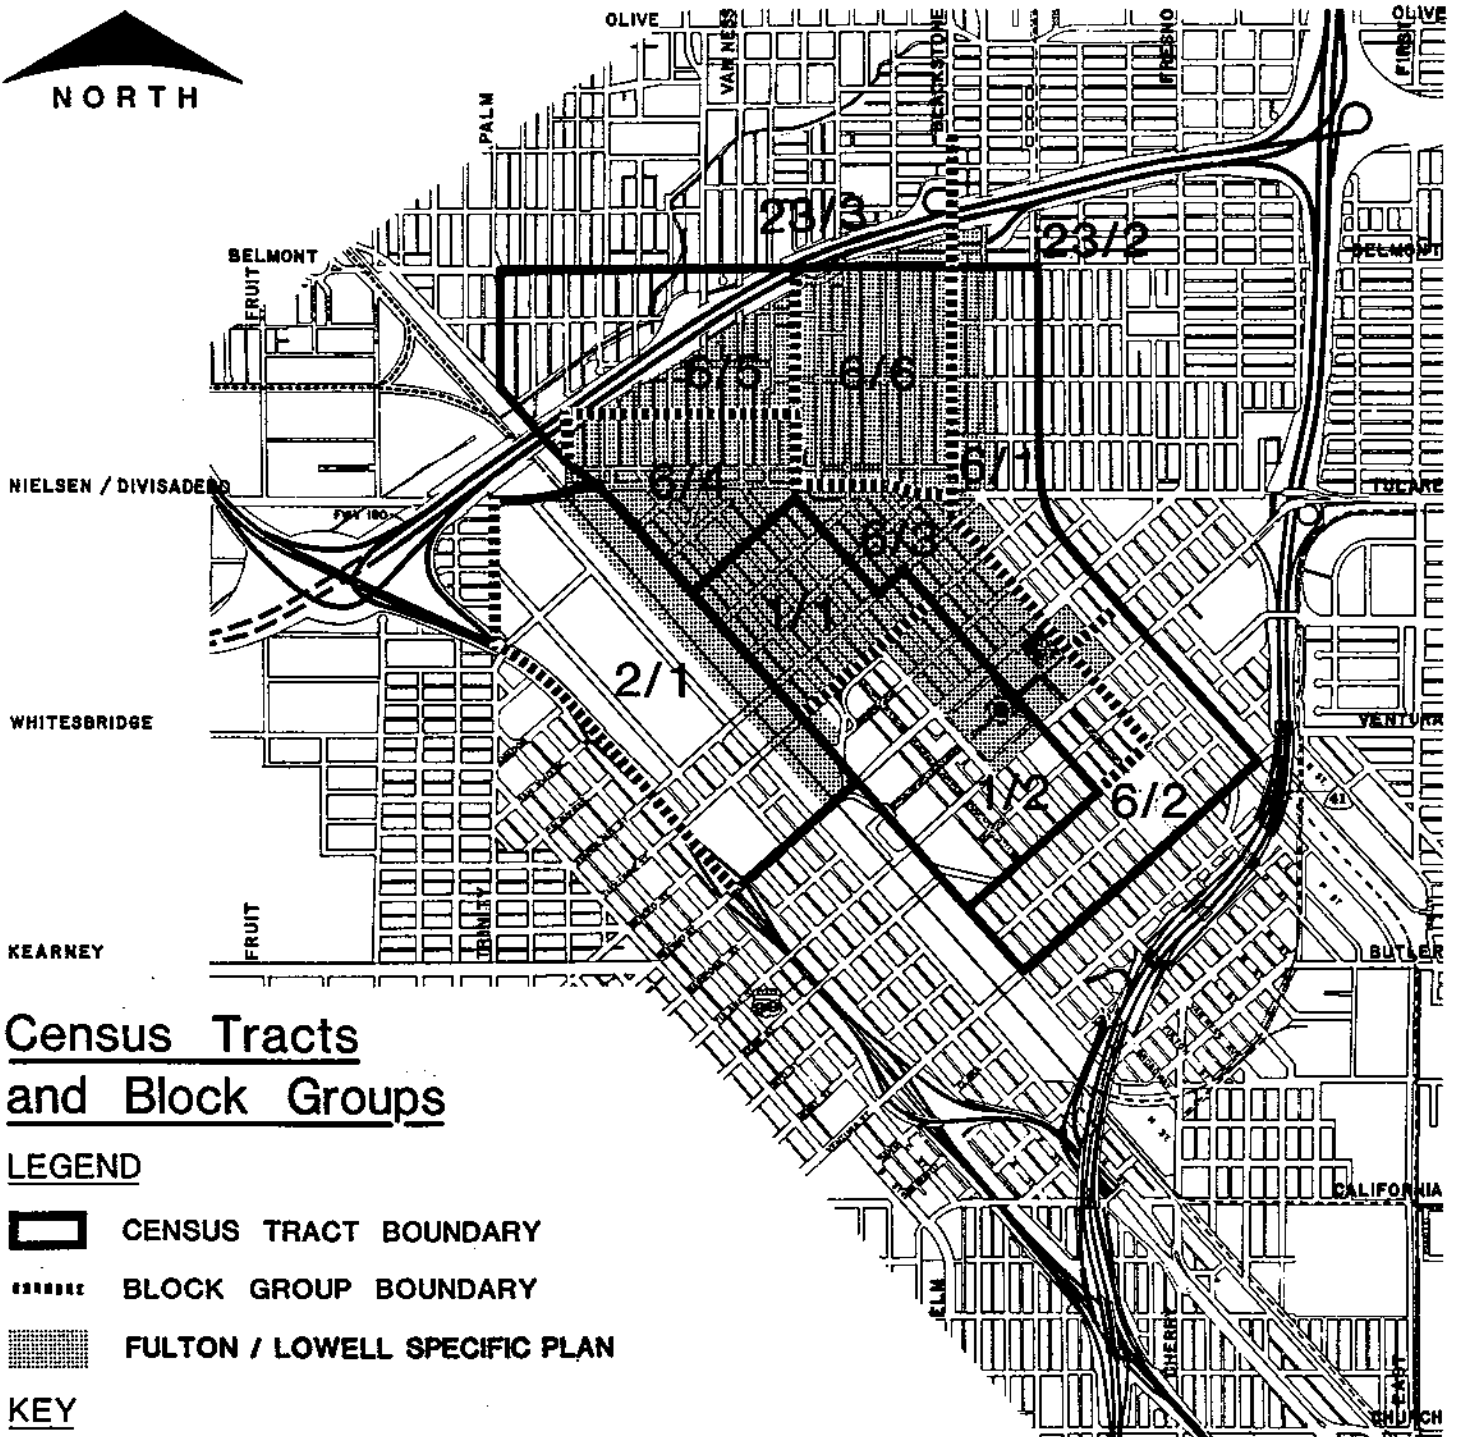 OLIVE
OLIVE
VAN NESS
BLACKSTONE
FRESNO
FIRST
NORTH
PALM
23/3
23/2
BELMONT
BELMONT
FRUIT
6/5
6/6
6/4
6/1
NIELSEN / DIVISADERO
TULARE
FWY 180
6/3
1/1
2/1
WHITESBRIDGE
VENTURA
1/2
6/2
41
H ST
P ST
FRUIT
TRINITY
KEARNEY
BUTLER
Census Tracts
and Block Groups
LEGEND
CENSUS TRACT BOUNDARY
BLOCK GROUP BOUNDARY
FULTON / LOWELL SPECIFIC PLAN
KEY
CALIFORNIA
H ST
ELM
CHERRY
EAST
CHURCH